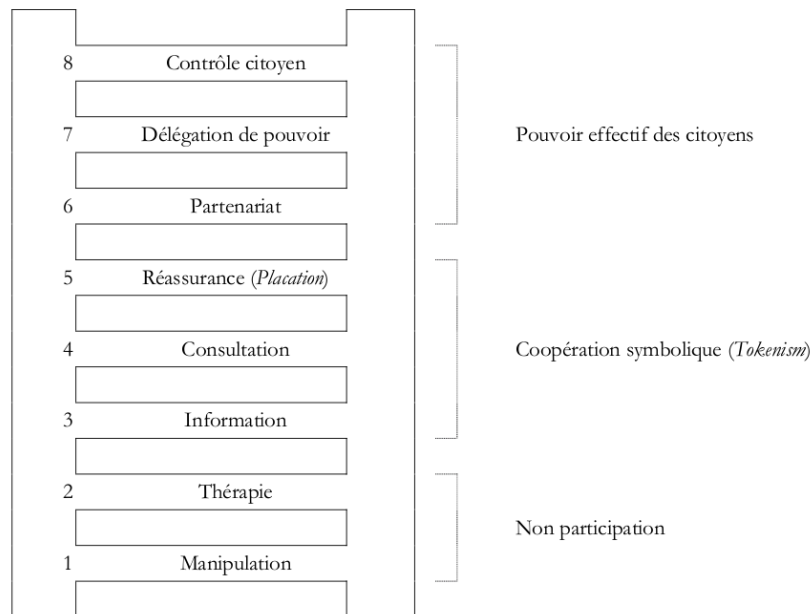 8 Contrôle citoyen
7 Délégation de pouvoir
Pouvoir effectif des citoyens
6 Partenariat
5 Réassurance (Placation)
4 Consultation
Coopération symbolique (Tokenism)
3 Information
2 Thérapie
Non participation
1 Manipulation